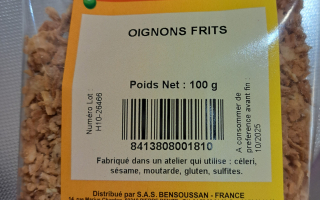 OIGNONS FRITS
Poids Net : 100 g
Numéro Lot
H10-26466
8413808001810
A consommer de
préférence avant fin
10/2025
Fabriqué dans un atelier qui utilise : céleri,
sésame, moutarde, gluten, sulfites.
Distribué par S.A.S. BENSOUSSAN - FRANCE